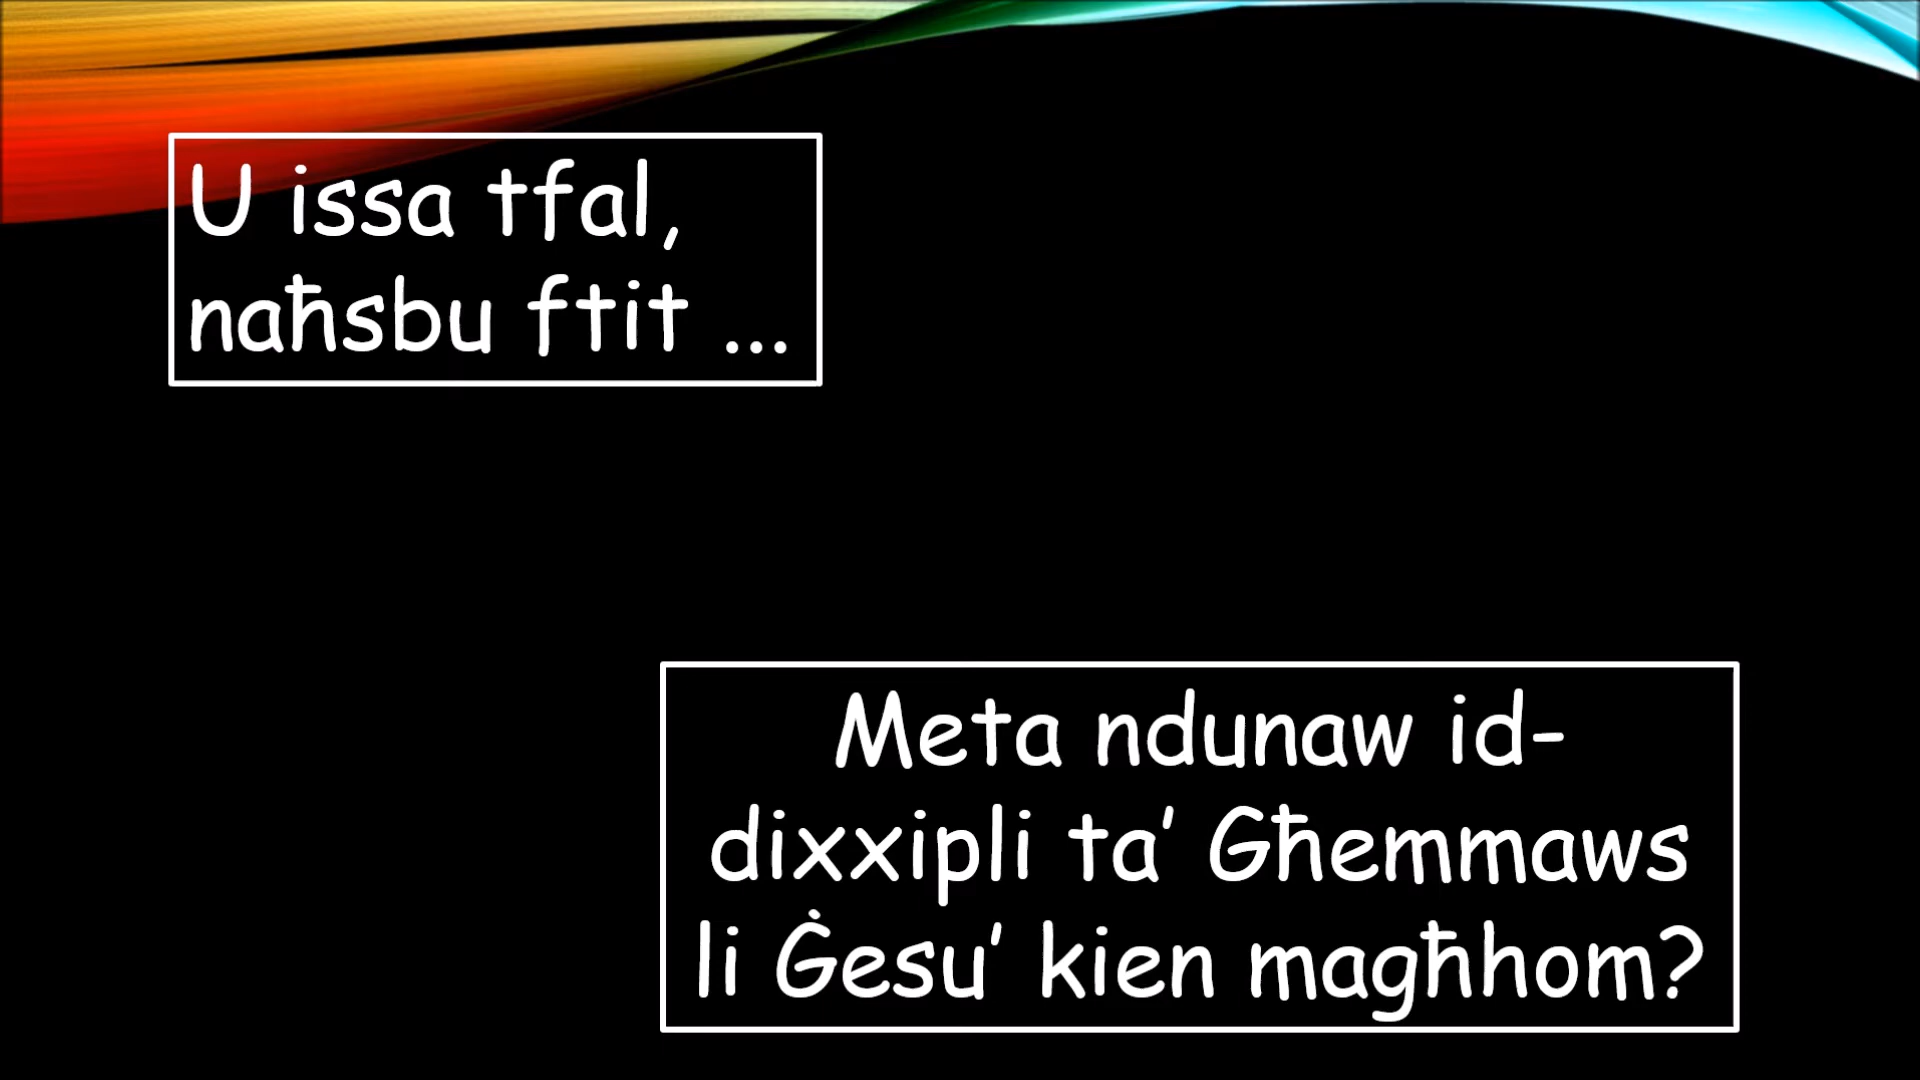 U issa tfal,
naħsbu ftit ...
Meta ndunaw id-
dixxipli ta’ Għemmaws
li Ġesu’ kien magħhom?